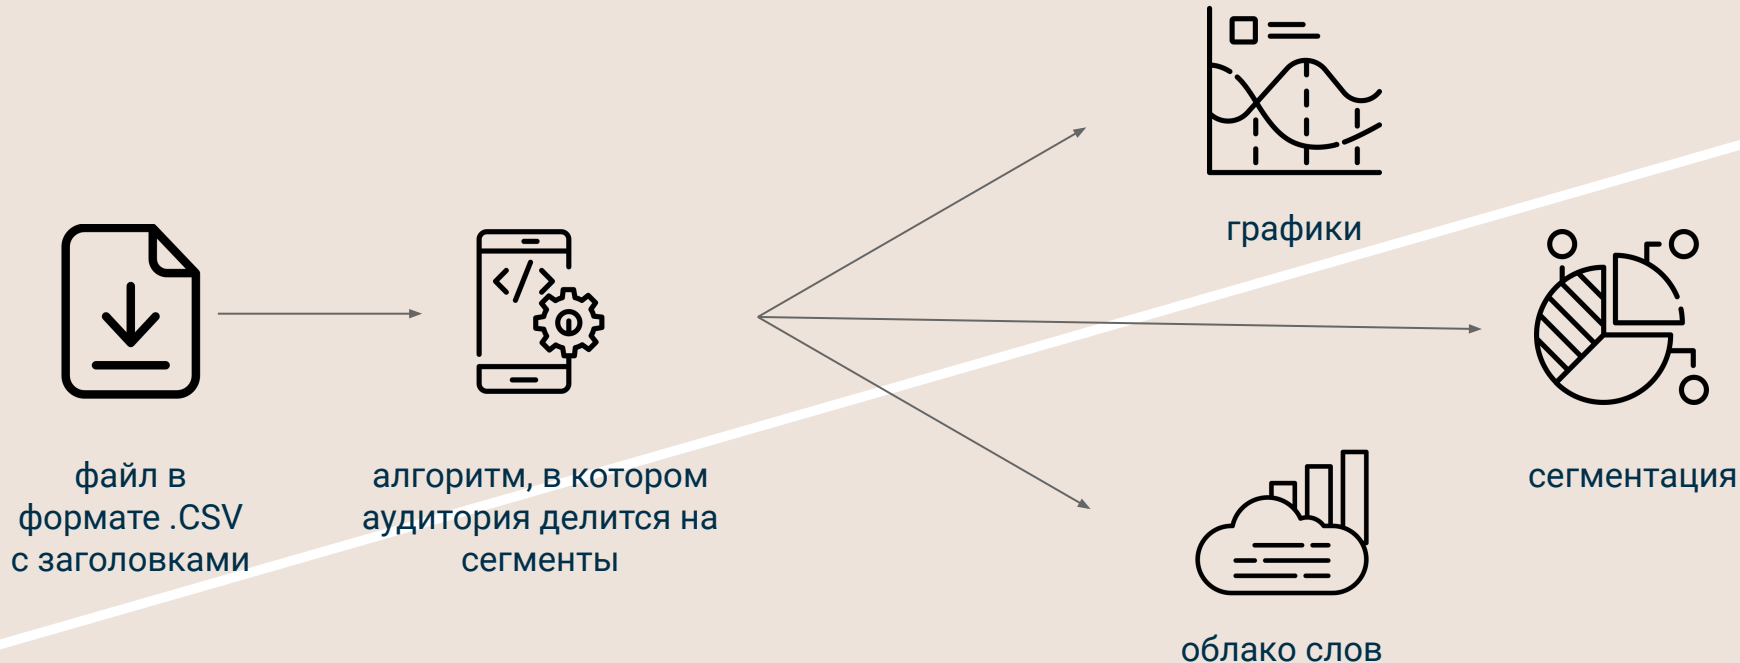 графики
файл в
формате .CSV
с заголовками
алгоритм, в котором
аудитория делится на
сегменты
сегментация
облако слов